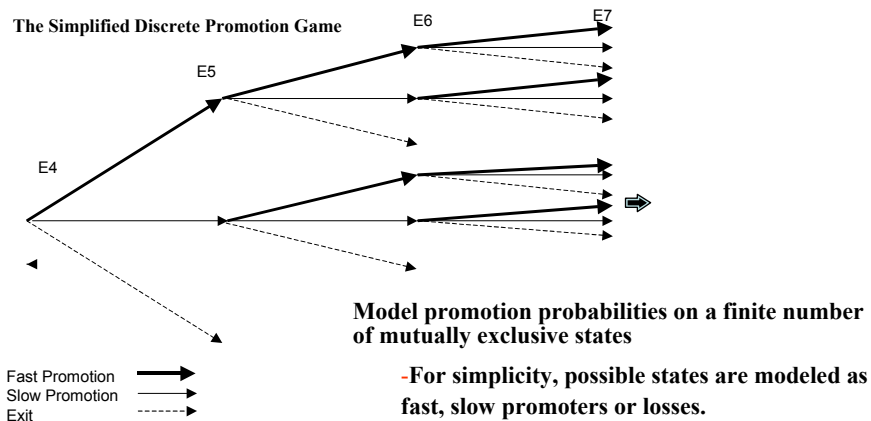 The Simplified Discrete Promotion Game
E6
E7
E5
E4
Model promotion probabilities on a finite number
of mutually exclusive states
-For simplicity, possible states are modeled as
fast, slow promoters or losses.
Fast Promotion
Slow Promotion
Exit